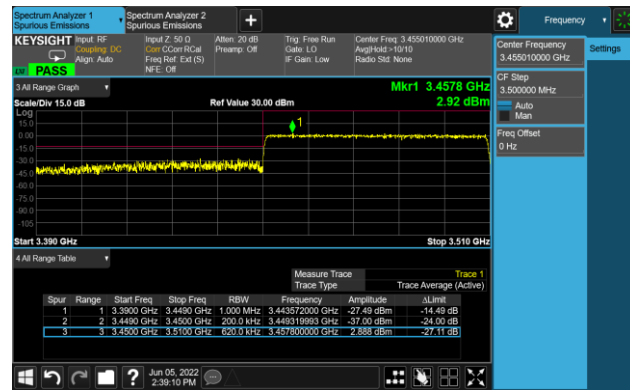 Spectrum Analyzer 1
Spurious Emissions
Spectrum Analyzer 2
Spurious Emissions
+
Frequency
KEYSIGHT
Input: RF
Coupling: DC
Align: Auto
Input Z: 50 Ω
Corr CCorr RCal
Freq Ref: Ext (S)
NFE: Off
Atten: 20 dB
Preamp: Off
Trig: Free Run
Gate: LO
IF Gain: Low
Center Freq: 3.455010000 GHz
Avg|Hold:>10/10
Radio Std: None
LXI PASS
Center Frequency
3.455010000 GHz
Settings
CF Step
3.500000 MHz
Auto
Man
Freq Offset
0 Hz
3 All Range Graph
Mkr1 3.4578 GHz
Scale/Div 15.0 dB
Ref Value 30.00 dBm
2.92 dBm
Log
15.0
0.00
-15.0
-30.0
-45.0
-60.0
-75.0
-90.0
-105
1
Start 3.390 GHz
Stop 3.510 GHz
4 All Range Table
Measure Trace Trace 1
Trace Type Trace Average (Active)
Spur Range Start Freq Stop Freq RBW Frequency Amplitude ΔLimit
1 1 3.3900 GHz 3.4490 GHz 1.000 MHz 3.443572000 GHz -27.49 dBm -14.49 dB
2 2 3.4490 GHz 3.4500 GHz 200.0 kHz 3.449319993 GHz -37.00 dBm -24.00 dB
3 3 3.4500 GHz 3.5100 GHz 620.0 kHz 3.457800000 GHz 2.888 dBm -27.11 dB
?
Jun 05, 2022
2:39:10 PM